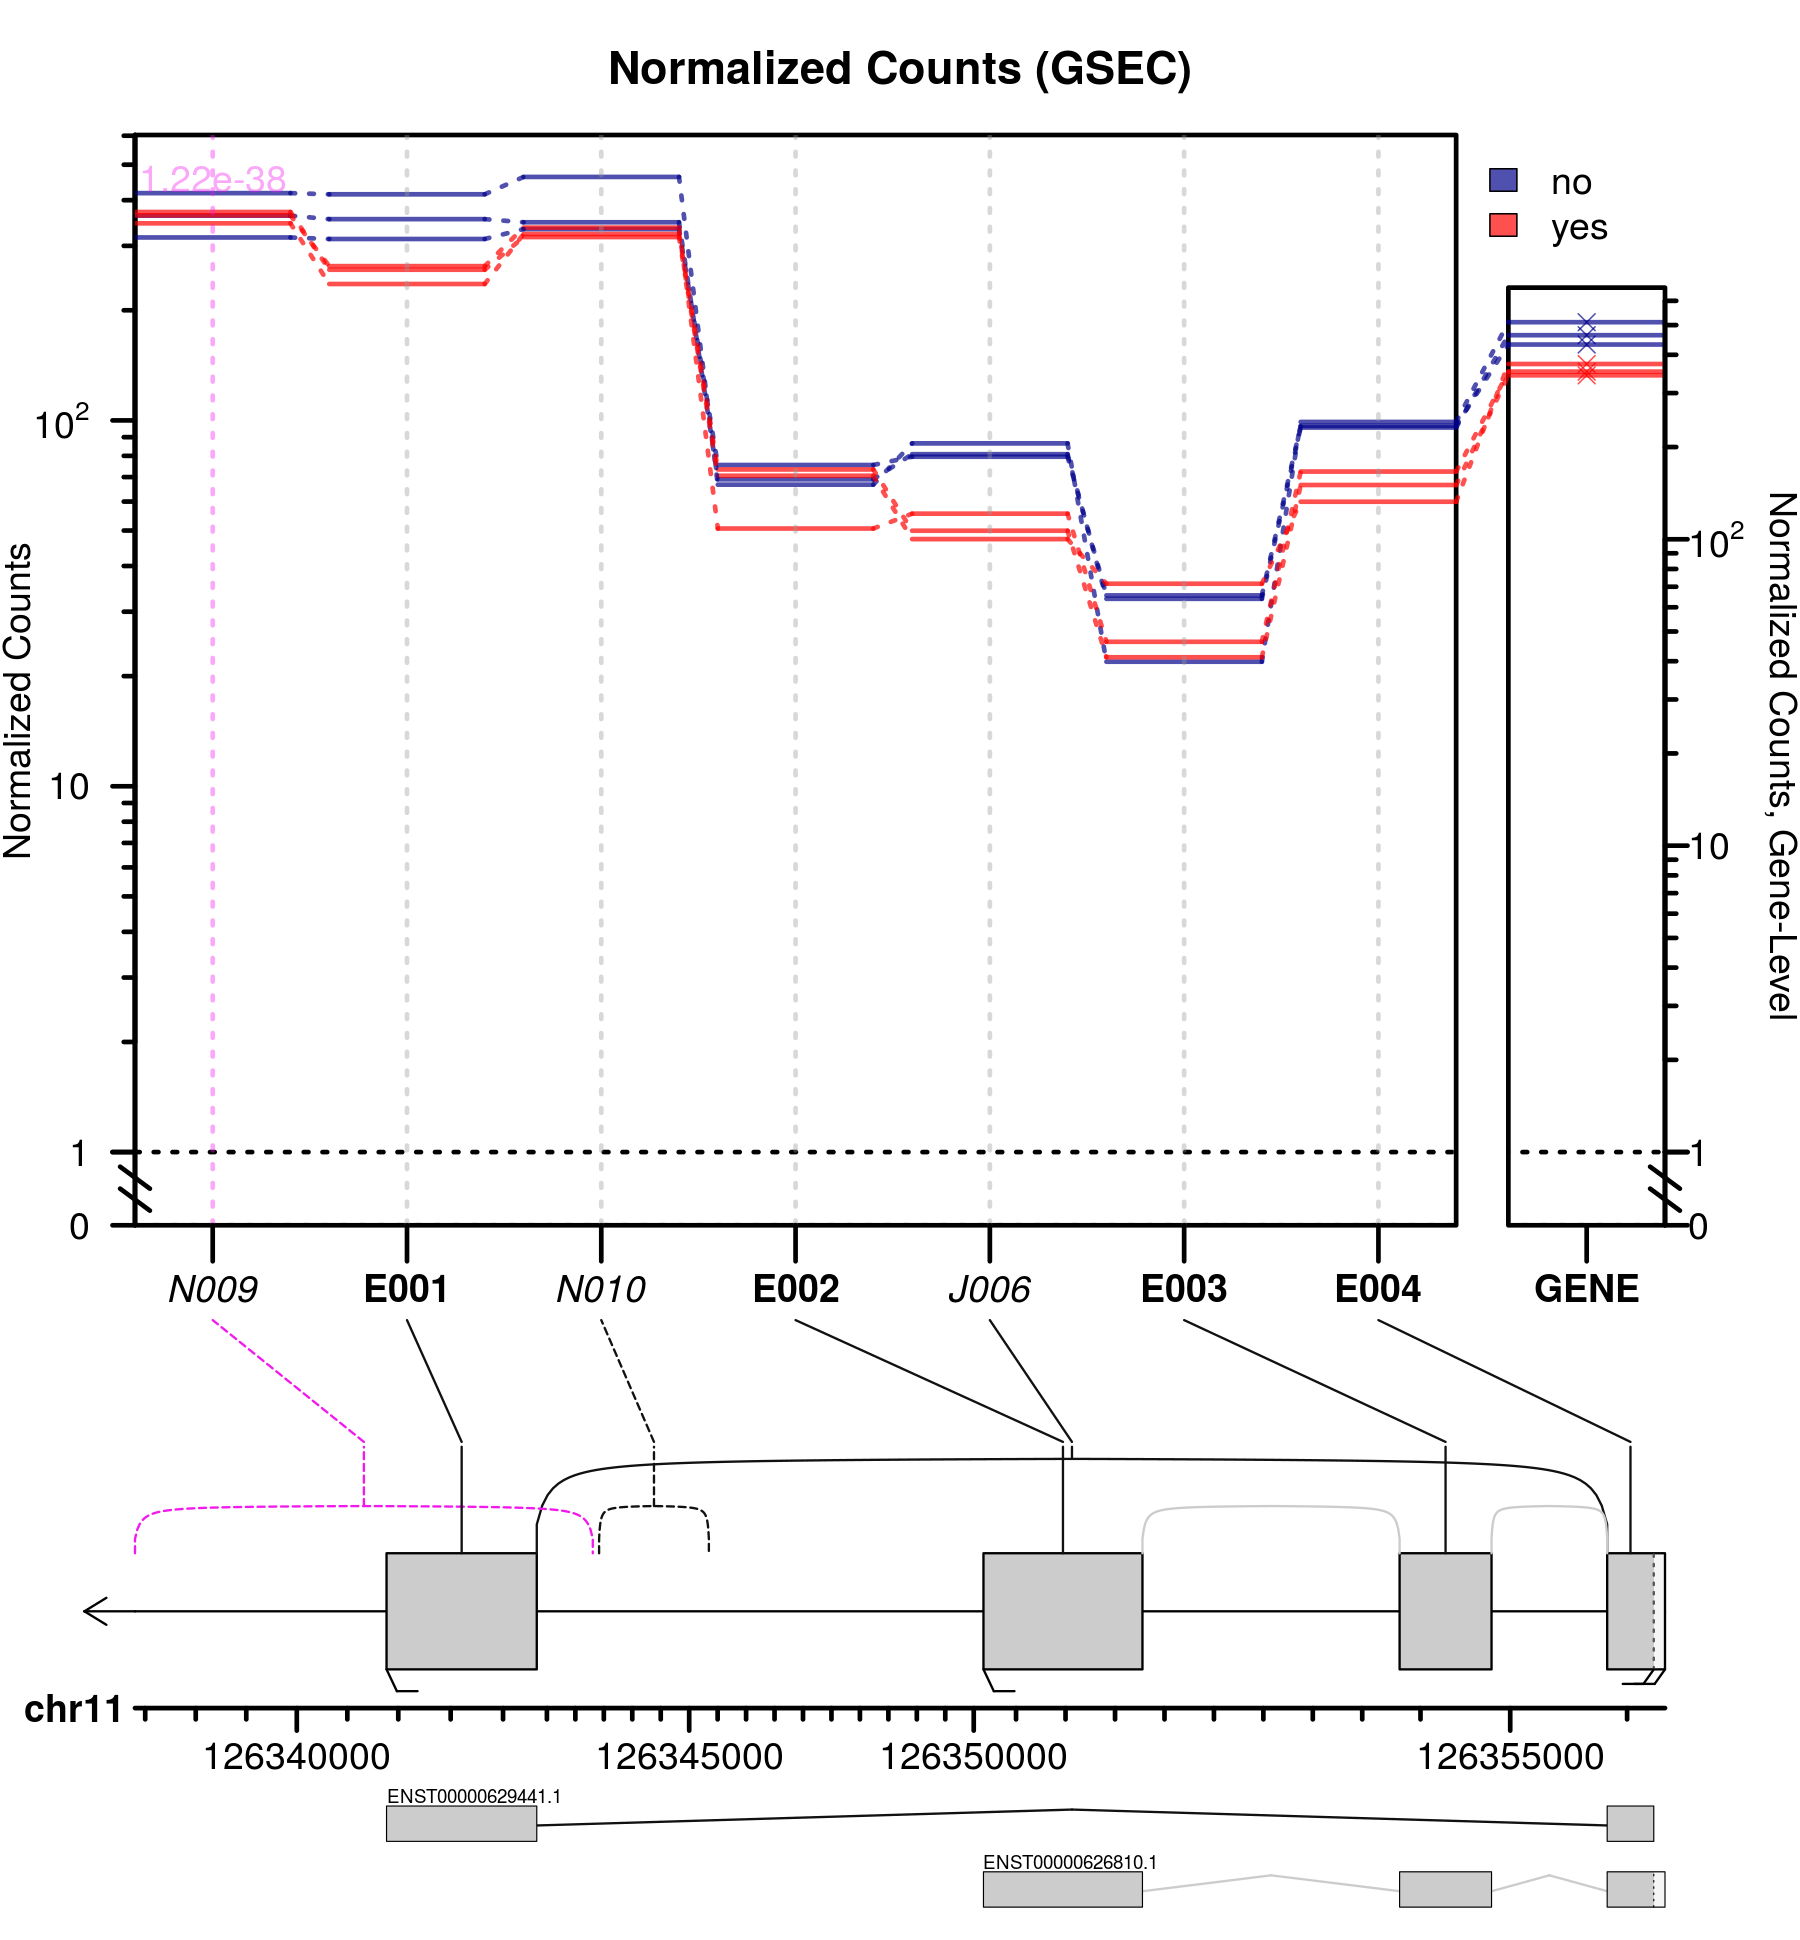 Normalized Counts (GSEC)
1.22e-38
no
yes
Normalized Counts
10²
10
1
0
Normalized Counts, Gene-Level
10²
10
1
0
N009 E001 N010 E002 J006 E003 E004 GENE
chr11
126340000 126345000 126350000 126355000
ENST00000629441.1
ENST00000626810.1